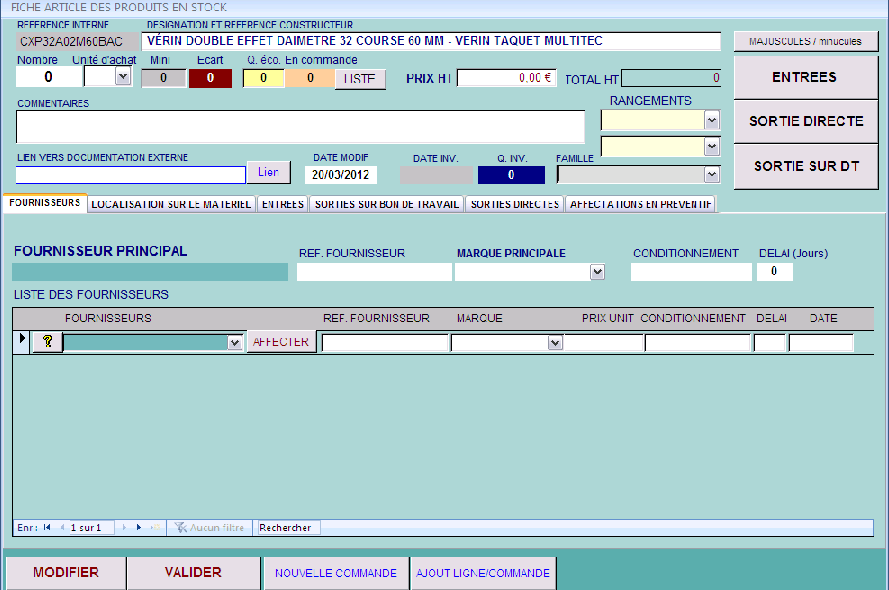 FICHE ARTICLE DES PRODUITS EN STOCK
REFERENCE INTERNE DESIGNATION ET REFERENCE CONSTRUCTEUR
CXP32A02M60BAC VÉRIN DOUBLE EFFET DAIMETRE 32 COURSE 60 MM - VERIN TAQUET MULTITEC MAJUSCULES / mnucules
Nombre Unité d'achat Mini Ecart Q. éco. En commande
0 0 0 0 0 LISTE PRIX HT 0,00 € TOTAL HT 0 ENTREES
COMMENTAIRES RANGEMENTS
SORTIE DIRECTE
LIEN VERS DOCUMENTATION EXTERNE DATE MODIF DATE INV. Q. INV. FAMILLE
Lien 20/03/2012 0 SORTIE SUR DT
FOURNISSEURS LOCALISATION SUR LE MATERIEL ENTREES SORTIES SUR BON DE TRAVAIL SORTIES DIRECTES AFFECTATIONS EN PREVENTIF
FOURNISSEUR PRINCIPAL REF. FOURNISSEUR MARQUE PRINCIPALE CONDITIONNEMENT DELAI (Jours)
0
LISTE DES FOURNISSEURS
FOURNISSEURS REF. FOURNISSEUR MARQUE PRIX UNIT CONDITIONNEMENT DELAI DATE
? AFFECTER
Enr: 1 sur 1 Aucun filtre Rechercher
MODIFIER VALIDER NOUVELLE COMMANDE AJOUT LIGNE/COMMANDE